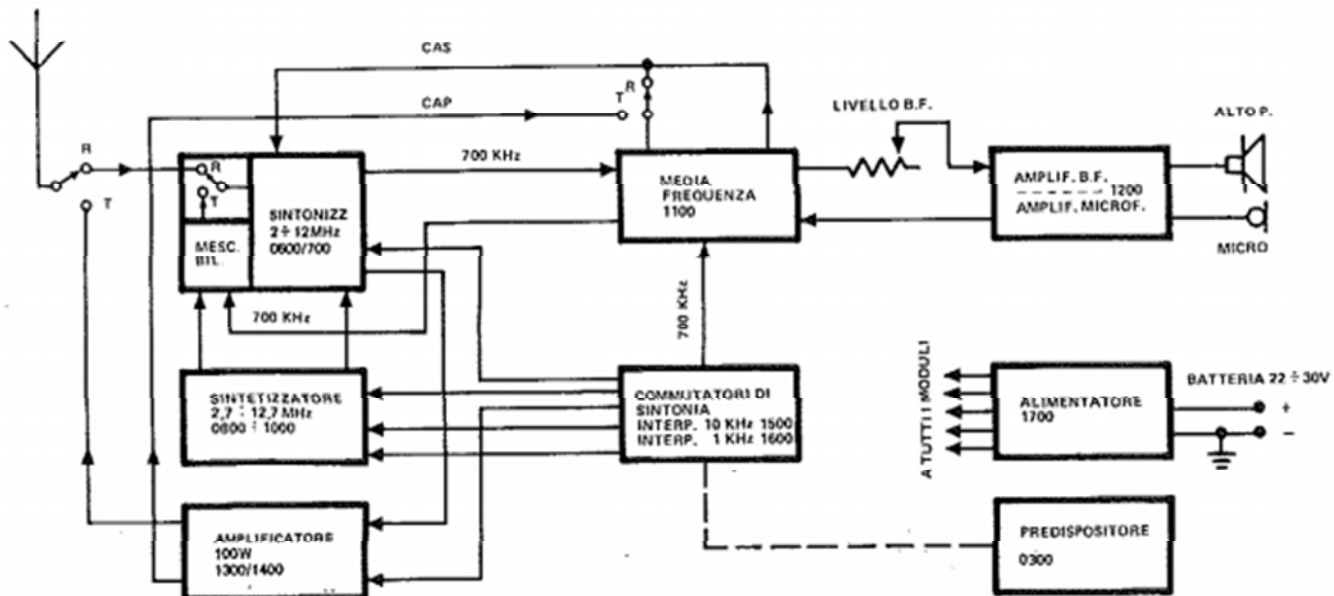 CAS
CAP
R
T
R
T
LIVELLO B.F.
ALTO P.
R
T
700 KHz
SINTONIZZ
2 ÷ 12MHz
0600/700
MESC.
BIL.
MEDIA
FREQUENZA
1100
AMPLIF. B.F.
1200
AMPLIF. MICROF.
MICRO
700 KHz
700 KHz
SINTETIZZATORE
2,7 ÷ 12,7 MHz
0800 ÷ 1000
COMMUTATORI DI
SINTONIA
INTERP. 10 KHz 1500
INTERP. 1 KHz 1600
A TUTTI I MODULI
ALIMENTATORE
1700
BATTERIA 22 ÷ 30V
+
-
AMPLIFICATORE
100W
1300/1400
PREDISPOSITORE
0300